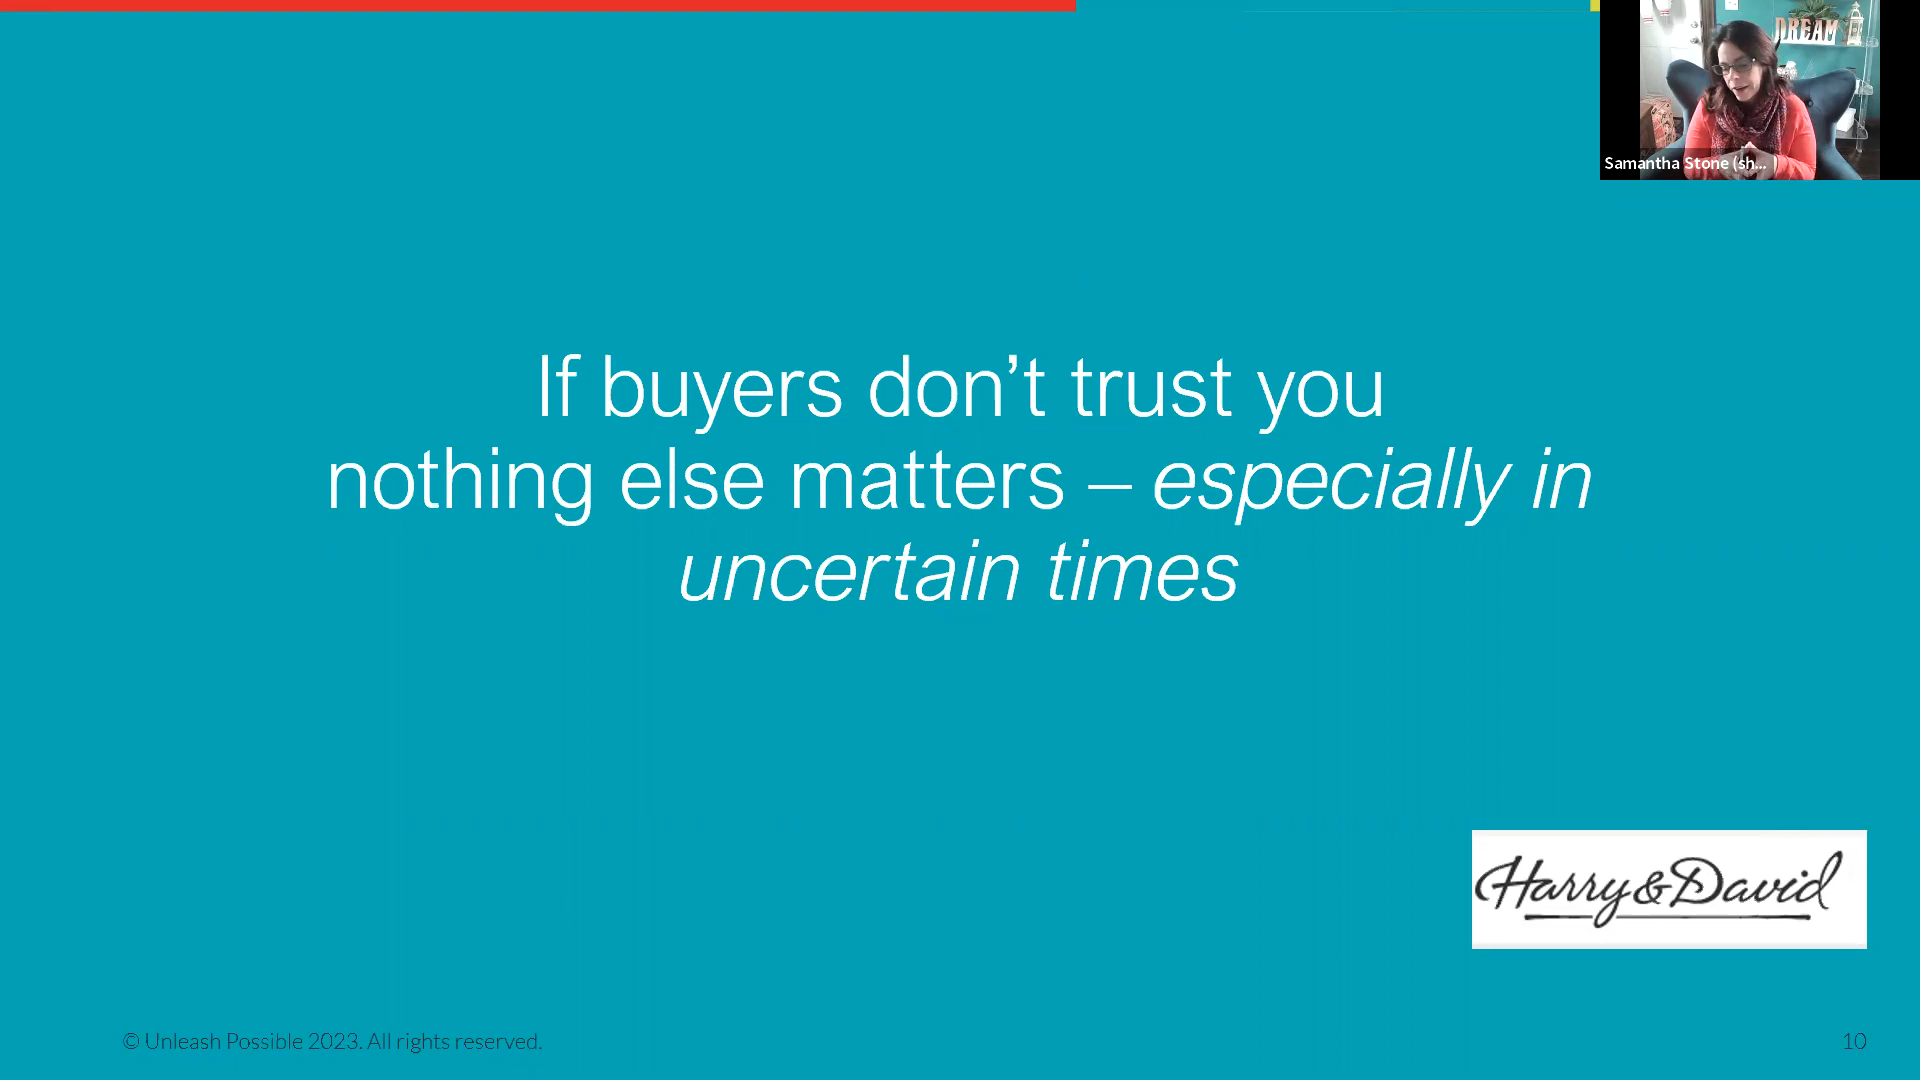 DREAM
Samantha Stone (sh...
If buyers don’t trust you
nothing else matters – especially in
uncertain times
Harry & David
© Unleash Possible 2023. All rights reserved.
10